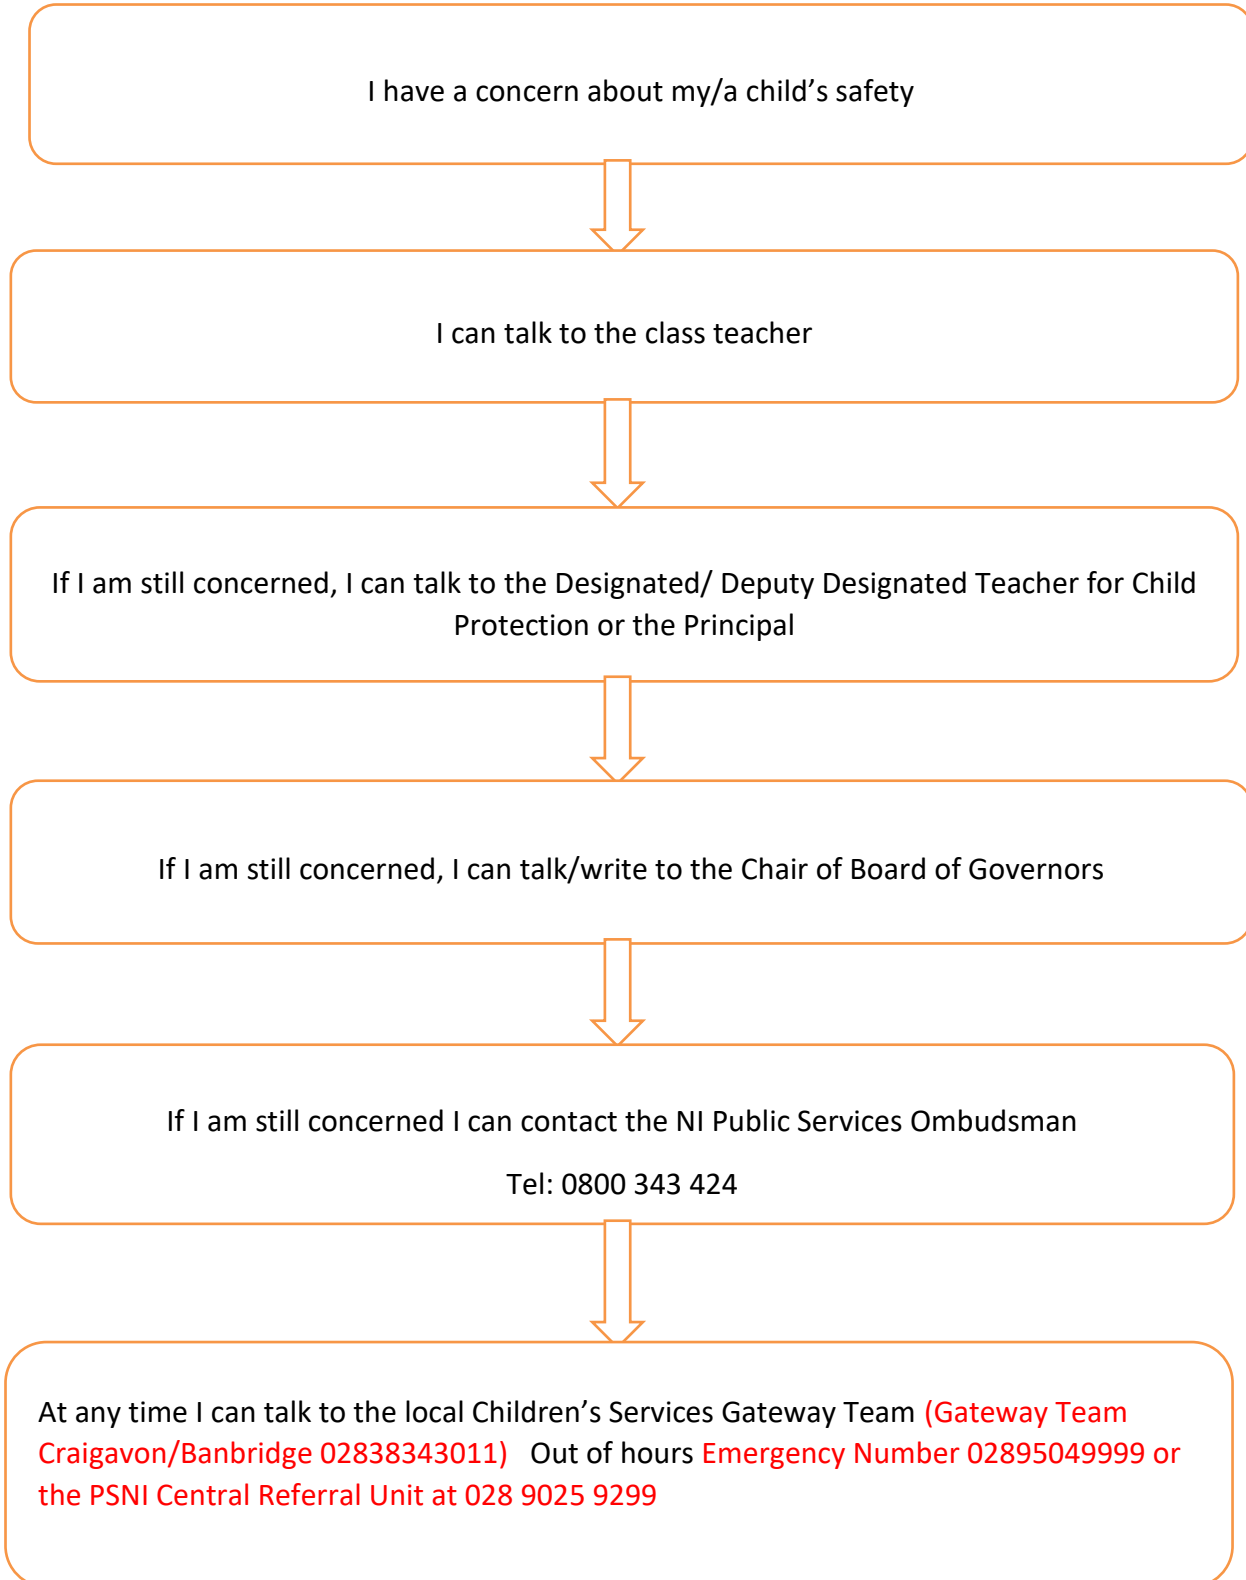 I have a concern about my/a child’s safety
I can talk to the class teacher
If I am still concerned, I can talk to the Designated/ Deputy Designated Teacher for Child
Protection or the Principal
If I am still concerned, I can talk/write to the Chair of Board of Governors
If I am still concerned I can contact the NI Public Services Ombudsman
Tel: 0800 343 424
At any time I can talk to the local Children’s Services Gateway Team (Gateway Team
Craigavon/Banbridge 02838343011)   Out of hours Emergency Number 02895049999 or
the PSNI Central Referral Unit at 028 9025 9299